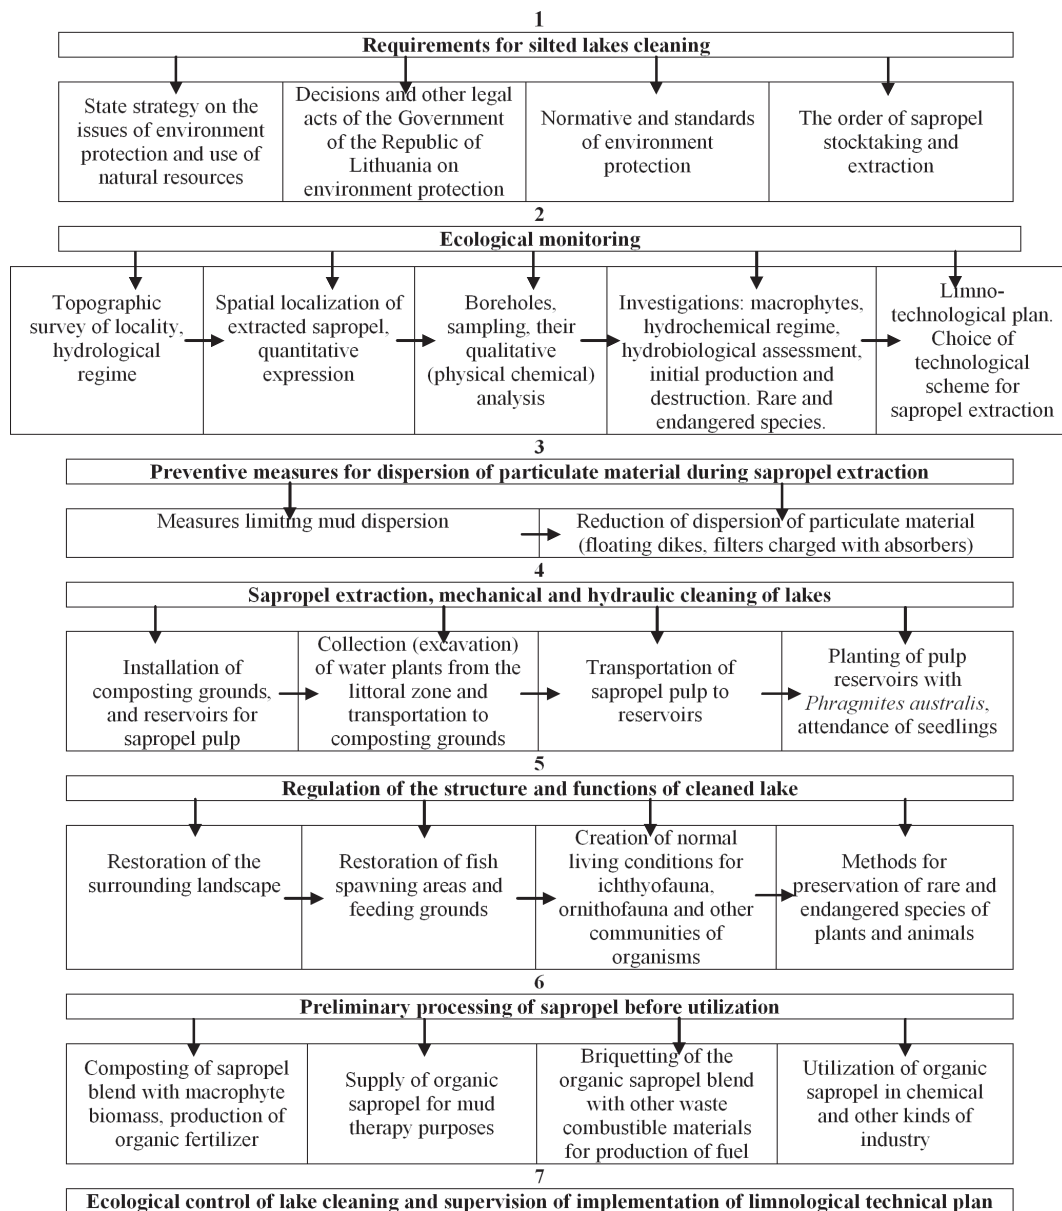 1
Requirements for silted lakes cleaning
State strategy on the
issues of environment
protection and use of
natural resources
Decisions and other legal
acts of the Government
of the Republic of
Lithuania on
environment protection
Normative and standards
of environment
protection
The order of sapropel
stocktaking and
extraction
2
Ecological monitoring
Topographic
survey of locality,
hydrological
regime
Spatial localization of
extracted sapropel,
quantitative
expression
Boreholes,
sampling, their
qualitative
(physical chemical)
analysis
Investigations: macrophytes,
hydrochemical regime,
hydrobiological assessment,
initial production and
destruction. Rare and
endangered species.
Limno-
technological plan.
Choice of
technological
scheme for
sapropel extraction
3
Preventive measures for dispersion of particulate material during sapropel extraction
Measures limiting mud dispersion
Reduction of dispersion of particulate material
(floating dikes, filters charged with absorbers)
4
Sapropel extraction, mechanical and hydraulic cleaning of lakes
Installation of
composting grounds,
and reservoirs for
sapropel pulp
Collection (excavation)
of water plants from the
littoral zone and
transportation to
composting grounds
Transportation of
sapropel pulp to
reservoirs
Planting of pulp
reservoirs with
Phragmites australis,
attendance of seedlings
5
Regulation of the structure and functions of cleaned lake
Restoration of the
surrounding landscape
Restoration of fish
spawning areas and
feeding grounds
Creation of normal
living conditions for
ichthyofauna,
ornithofauna and other
communities of
organisms
Methods for
preservation of rare and
endangered species of
plants and animals
6
Preliminary processing of sapropel before utilization
Composting of sapropel
blend with macrophyte
biomass, production of
organic fertilizer
Supply of organic
sapropel for mud
therapy purposes
Briquetting of the
organic sapropel blend
with other waste
combustible materials
for production of fuel
Utilization of organic
sapropel in chemical
and other kinds of
industry
7
Ecological control of lake cleaning and supervision of implementation of limnological technical plan